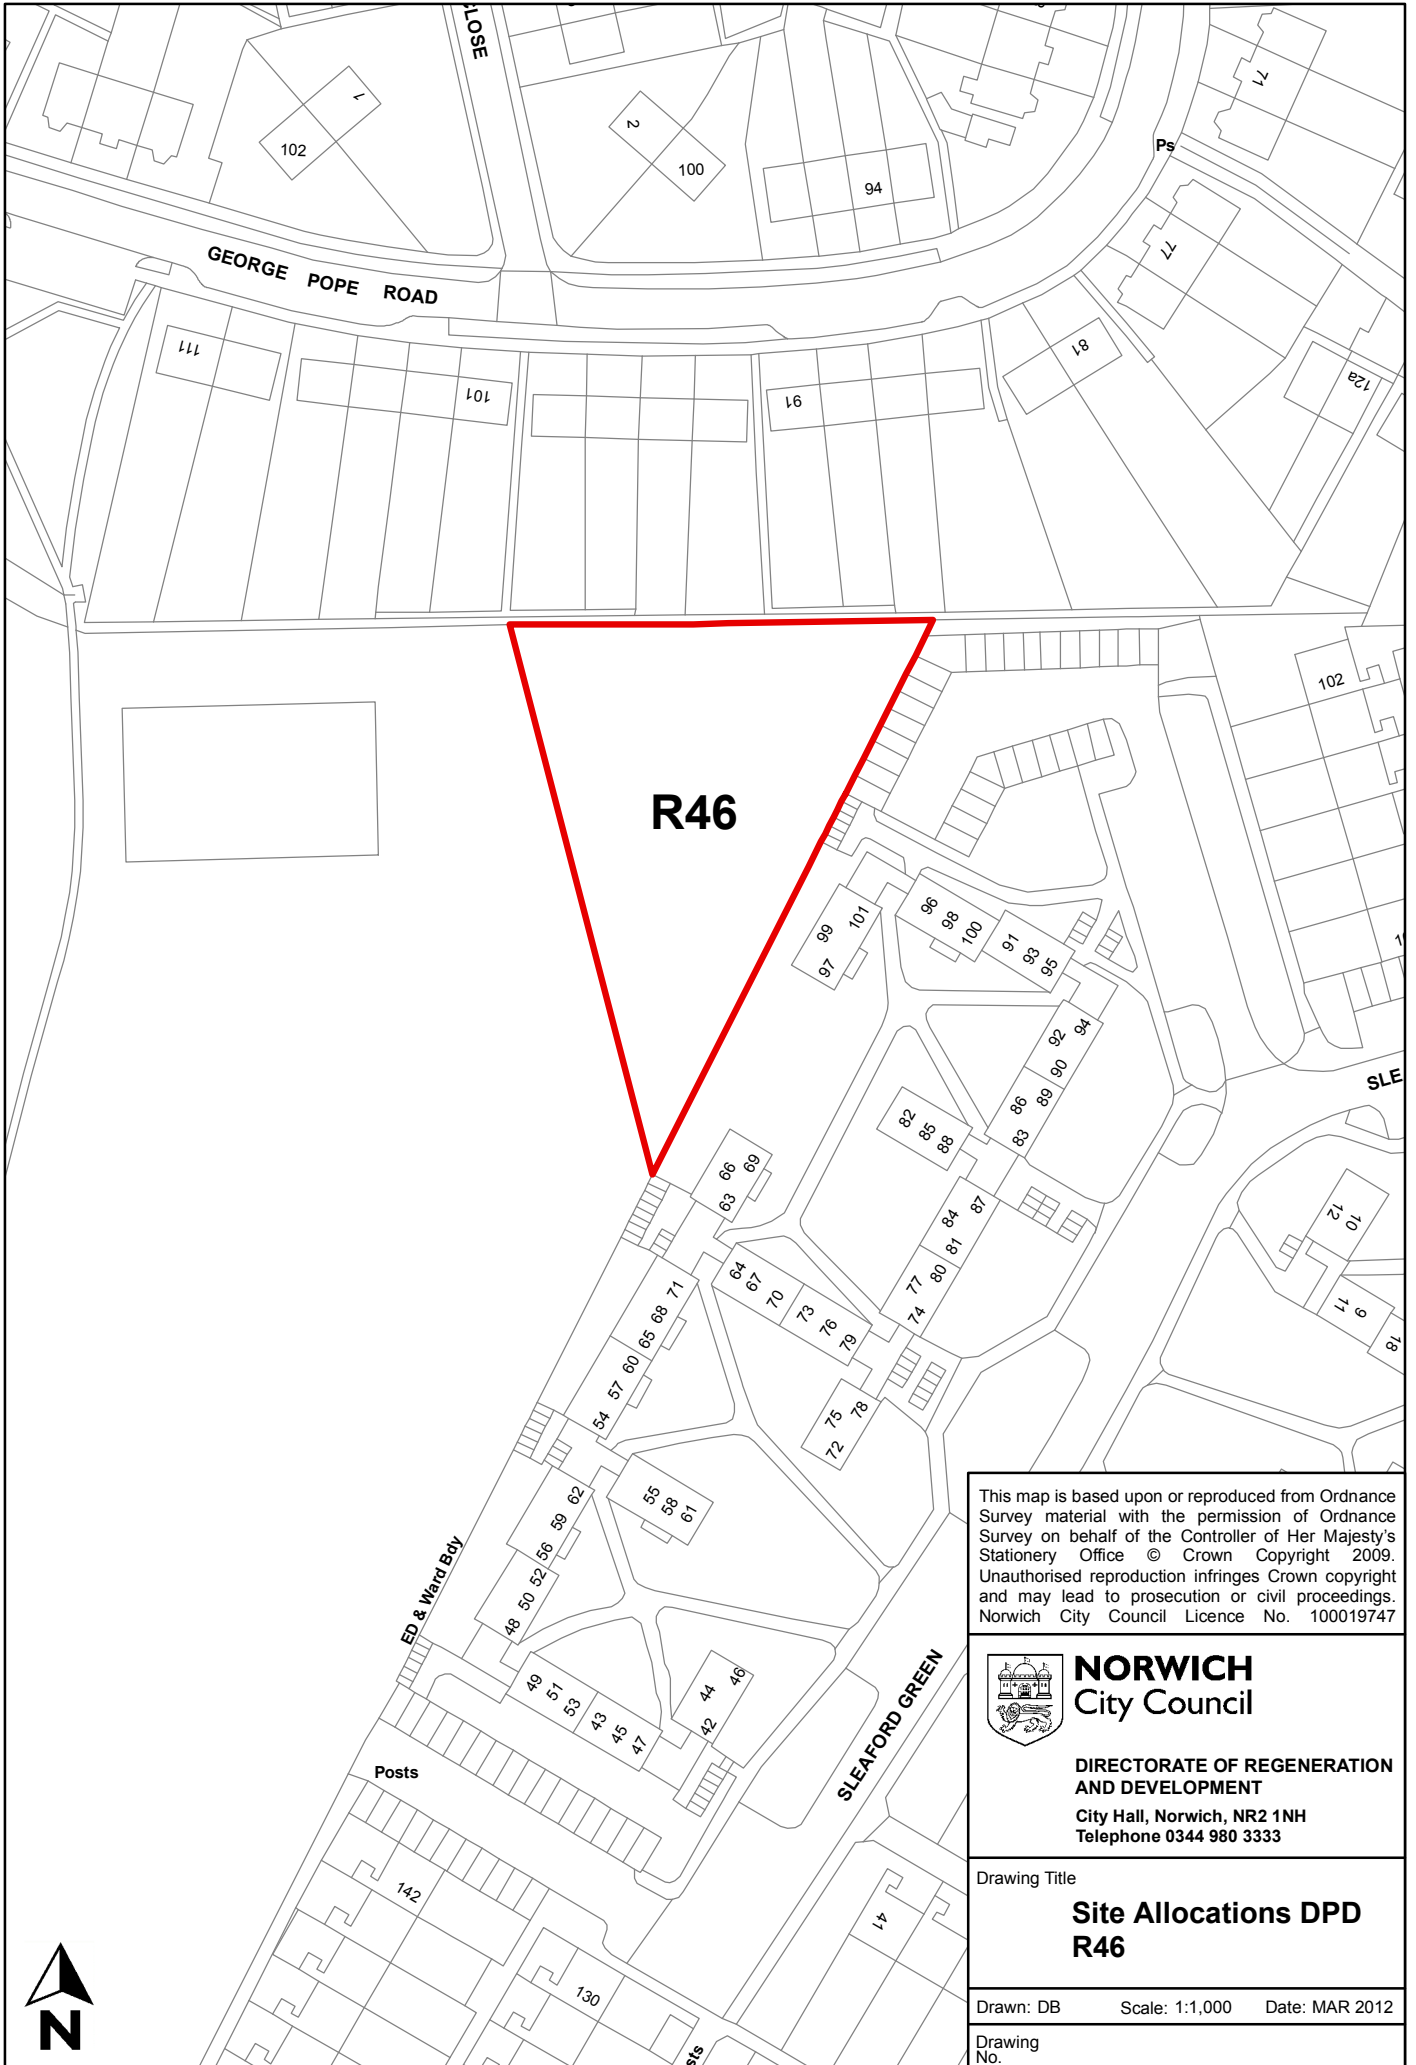 CLOSE
71
1
102
2
100
94
Ps
77
GEORGE POPE ROAD
111
101
91
81
12a
102
R46
96
98
100
99
101
97
91
93
95
92
94
90
86
89
83
SLE
82
85
88
66
69
63
84
87
81
77
80
74
12
10
11
9
18
64
67
70
73
76
79
71
68
65
60
57
54
75
78
72
55
58
61
62
59
56
52
50
48
ED & Ward Bdy
49
51
53
43
45
47
44
46
42
SLEAFORD GREEN
Posts
142
130
41
sts
N
This map is based upon or reproduced from Ordnance
Survey material with the permission of Ordnance
Survey on behalf of the Controller of Her Majesty's
Stationery Office © Crown Copyright 2009.
Unauthorised reproduction infringes Crown copyright
and may lead to prosecution or civil proceedings.
Norwich City Council Licence No. 100019747
NORWICH
City Council
DIRECTORATE OF REGENERATION
AND DEVELOPMENT
City Hall, Norwich, NR2 1NH
Telephone 0344 980 3333
Drawing Title
Site Allocations DPD
R46
Drawn: DB Scale: 1:1,000 Date: MAR 2012
Drawing
No.